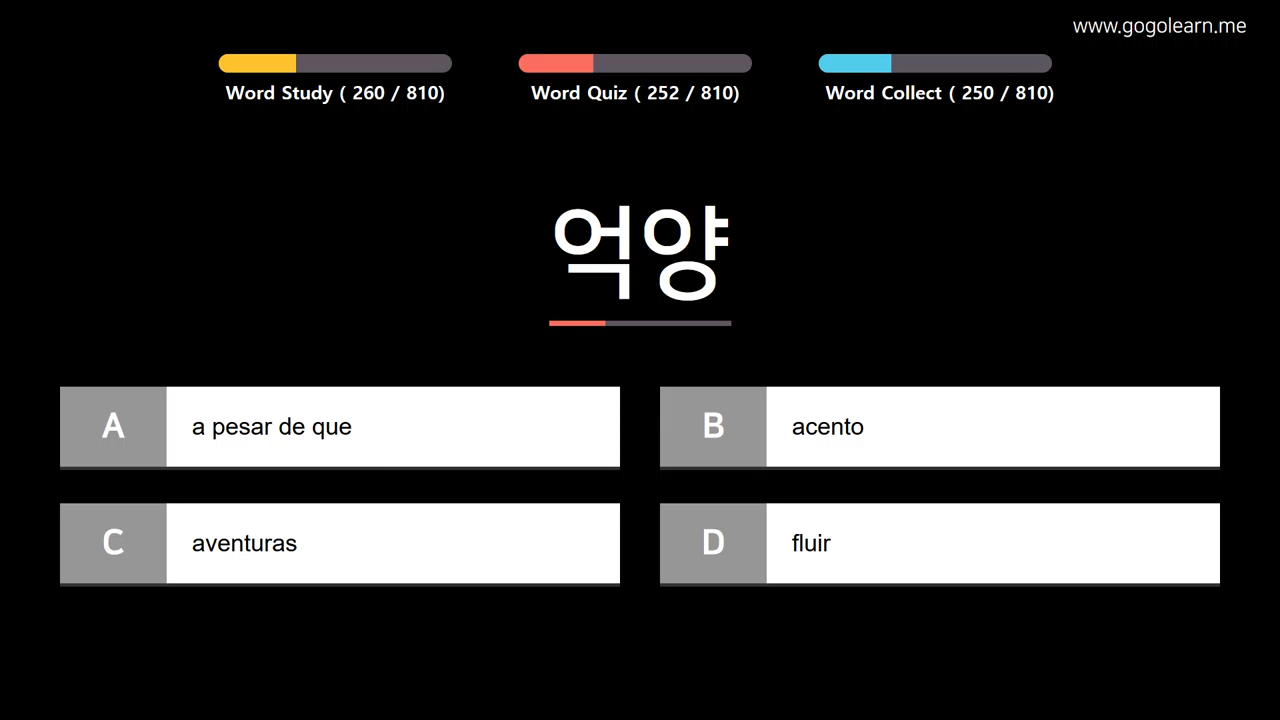 www.gogolearn.me
Word Study ( 260 / 810)
Word Quiz ( 252 / 810)
Word Collect ( 250 / 810)
억양
A a pesar de que
B acento
C aventuras
D fluir